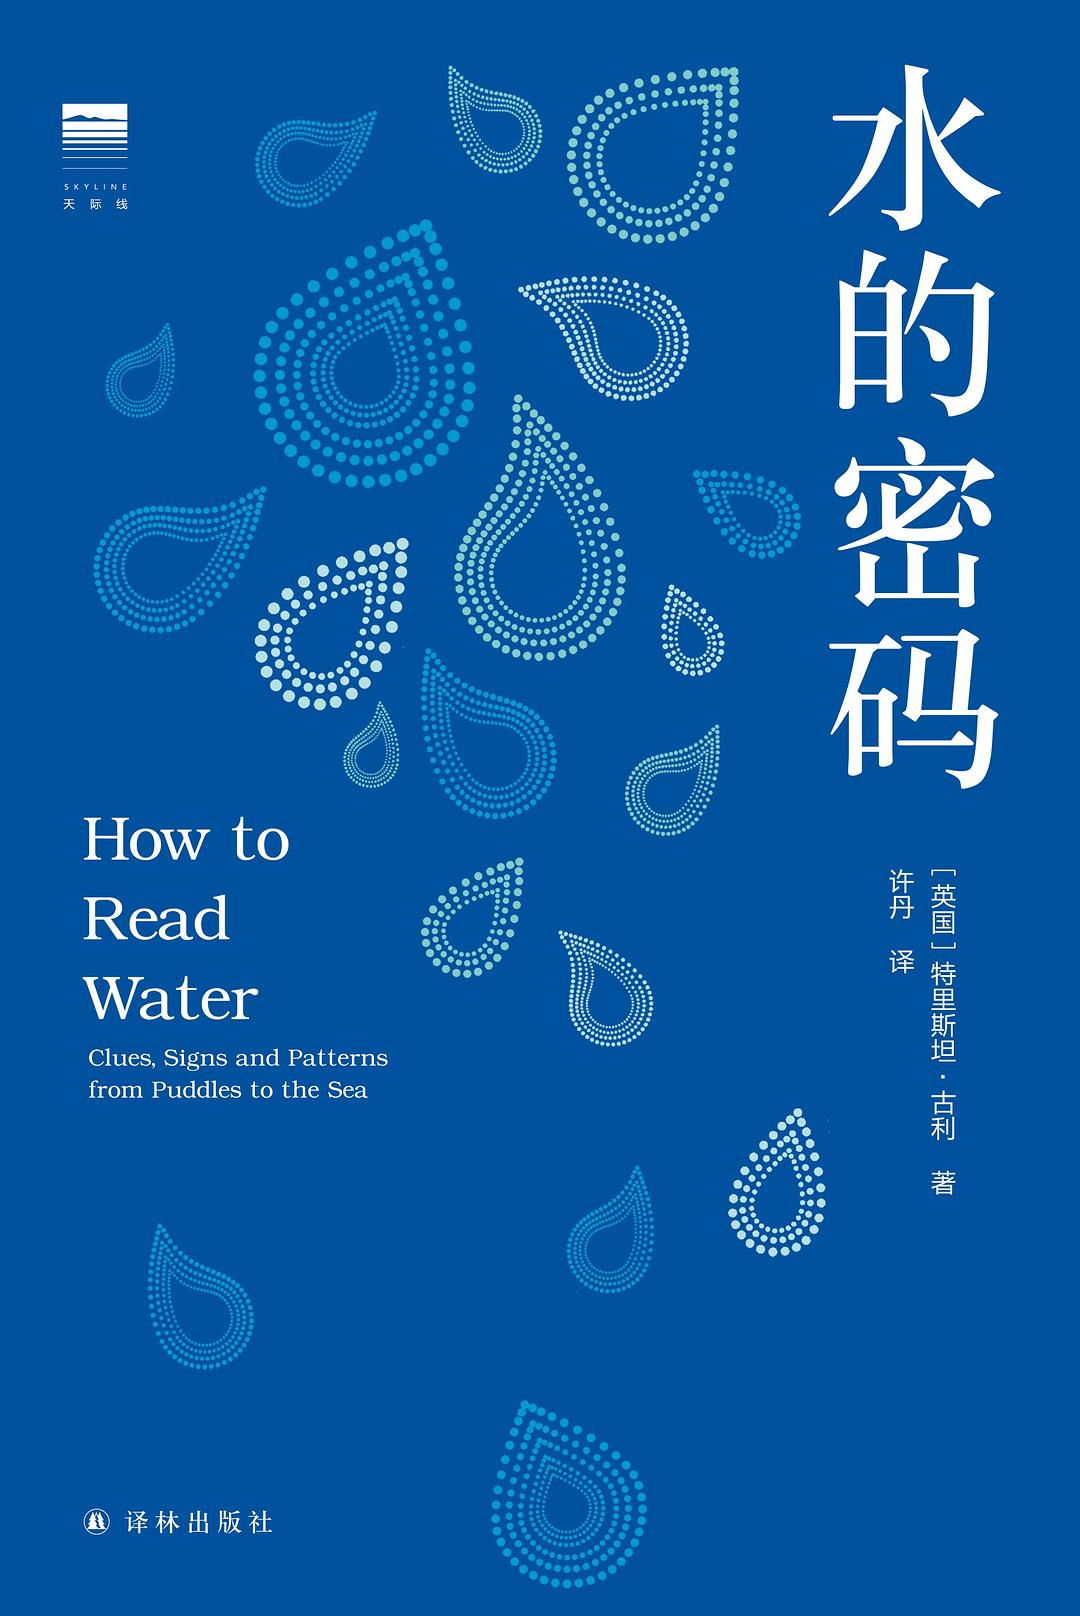 SKYLINE
天际线
水的密码
[英国]特里斯坦·古利 著
许丹 译
How to
Read
Water
Clues, Signs and Patterns
from Puddles to the Sea
译林出版社